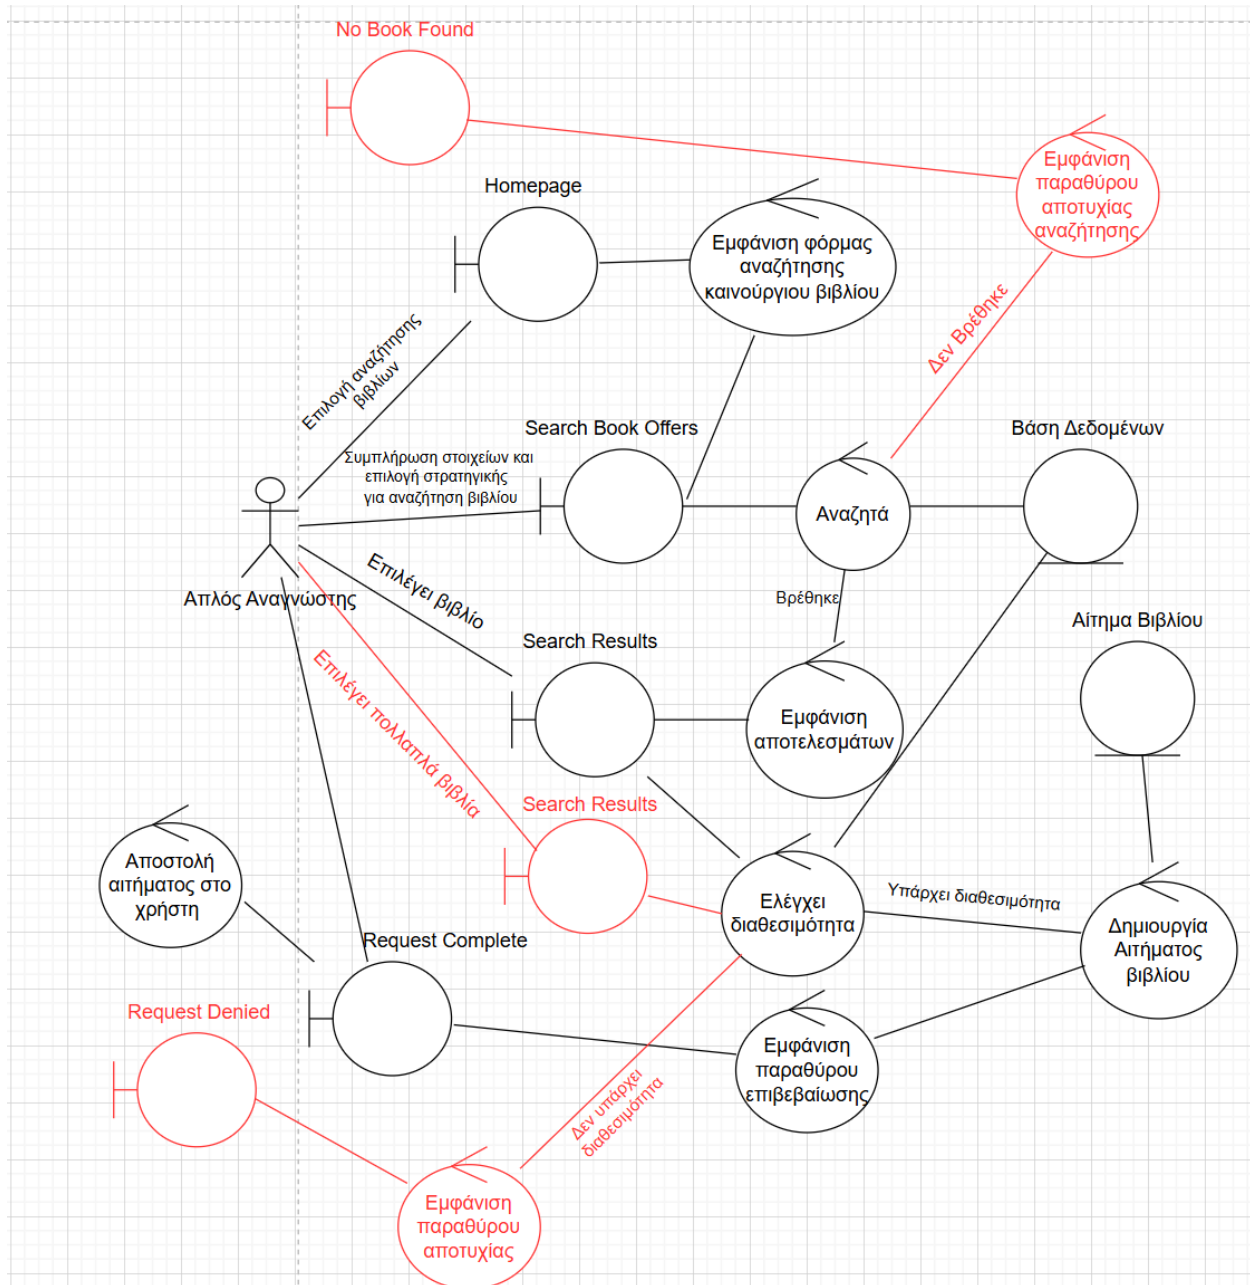 No Book Found
Εμφάνιση
παραθύρου
αποτυχίας
αναζήτησης
Homepage
Εμφάνιση φόρμας
αναζήτησης
καινούργιου βιβλίου
Επιλογή αναζήτησης
βιβλίων
Δεν Βρέθηκε
Search Book Offers
Βάση Δεδομένων
Συμπλήρωση στοιχείων και
επιλογή στρατηγικής
για αναζήτηση βιβλίου
Αναζητά
Απλός Αναγνώστης
Επιλέγει βιβλίο
Βρέθηκε
Αίτημα Βιβλίου
Search Results
Εμφάνιση
αποτελεσμάτων
Επιλέγει πολλαπλά βιβλία
Search Results
Αποστολή
αιτήματος στο
χρήστη
Ελέγχει
διαθεσιμότητα
Υπάρχει διαθεσιμότητα
Δημιουργία
Αιτήματος
βιβλίου
Request Complete
Request Denied
Εμφάνιση
παραθύρου
επιβεβαίωσης
Δεν υπάρχει
διαθεσιμότητα
Εμφάνιση
παραθύρου
αποτυχίας